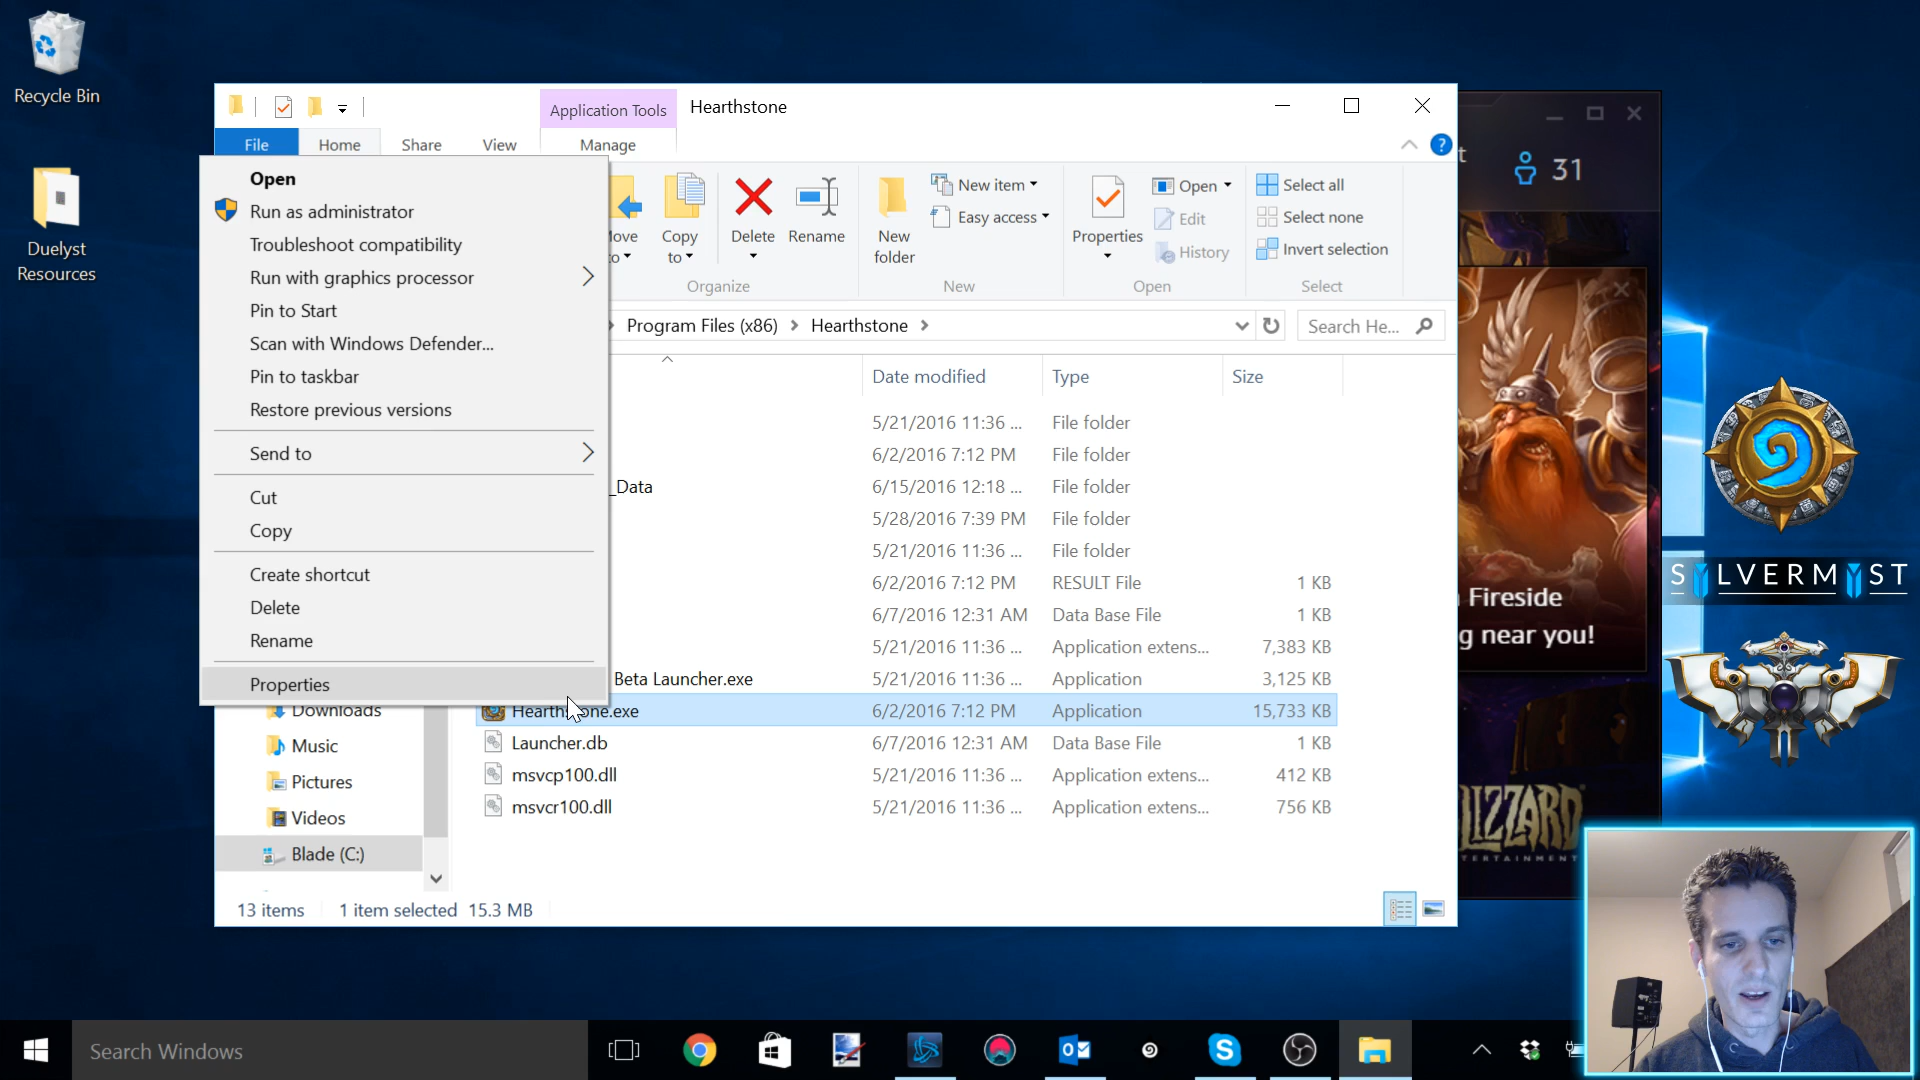 Recycle Bin
Duelyst
Resources
Application Tools
Hearthstone
File
Home
Share
View
Manage
?
Open
Run as administrator
Troubleshoot compatibility
Run with graphics processor
Pin to Start
Scan with Windows Defender...
Pin to taskbar
Restore previous versions
Send to
Cut
Copy
Create shortcut
Delete
Rename
Properties
ove
to
Copy
to
Delete
Rename
Organize
New
folder
New item
Easy access
New
Properties
Open
Edit
History
Open
Select all
Select none
Invert selection
Select
Program Files (x86)
Hearthstone
Search He...
Date modified
Type
Size
5/21/2016 11:36 ... File folder
6/2/2016 7:12 PM File folder
_Data 6/15/2016 12:18 ... File folder
5/28/2016 7:39 PM File folder
5/21/2016 11:36 ... File folder
6/2/2016 7:12 PM RESULT File 1 KB
6/7/2016 12:31 AM Data Base File 1 KB
5/21/2016 11:36 ... Application extens... 7,383 KB
Beta Launcher.exe 5/21/2016 11:36 ... Application 3,125 KB
Hearthstone.exe 6/2/2016 7:12 PM Application 15,733 KB
Launcher.db 6/7/2016 12:31 AM Data Base File 1 KB
msvcp100.dll 5/21/2016 11:36 ... Application extens... 412 KB
msvcr100.dll 5/21/2016 11:36 ... Application extens... 756 KB
Downloads
Music
Pictures
Videos
Blade (C:)
13 items
1 item selected 15.3 MB
t
31
Fireside
g near you!
LIZZARD
TERTAINMENT
SYLVERMYST
Search Windows